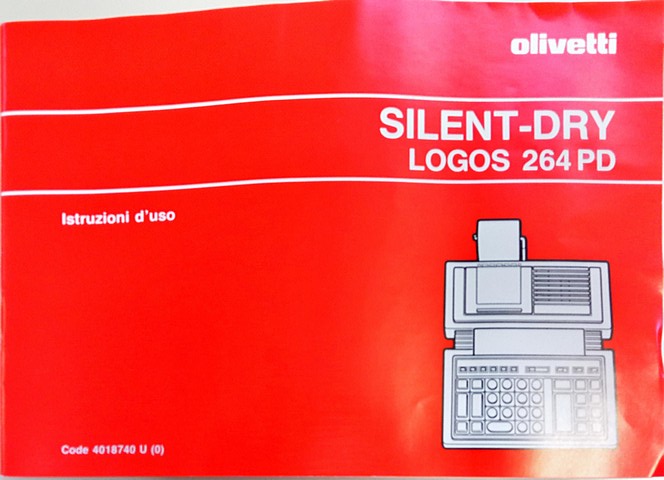 olivetti
SILENT-DRY
LOGOS 264 PD
Istruzioni d'uso
Code 4018740 U (0)